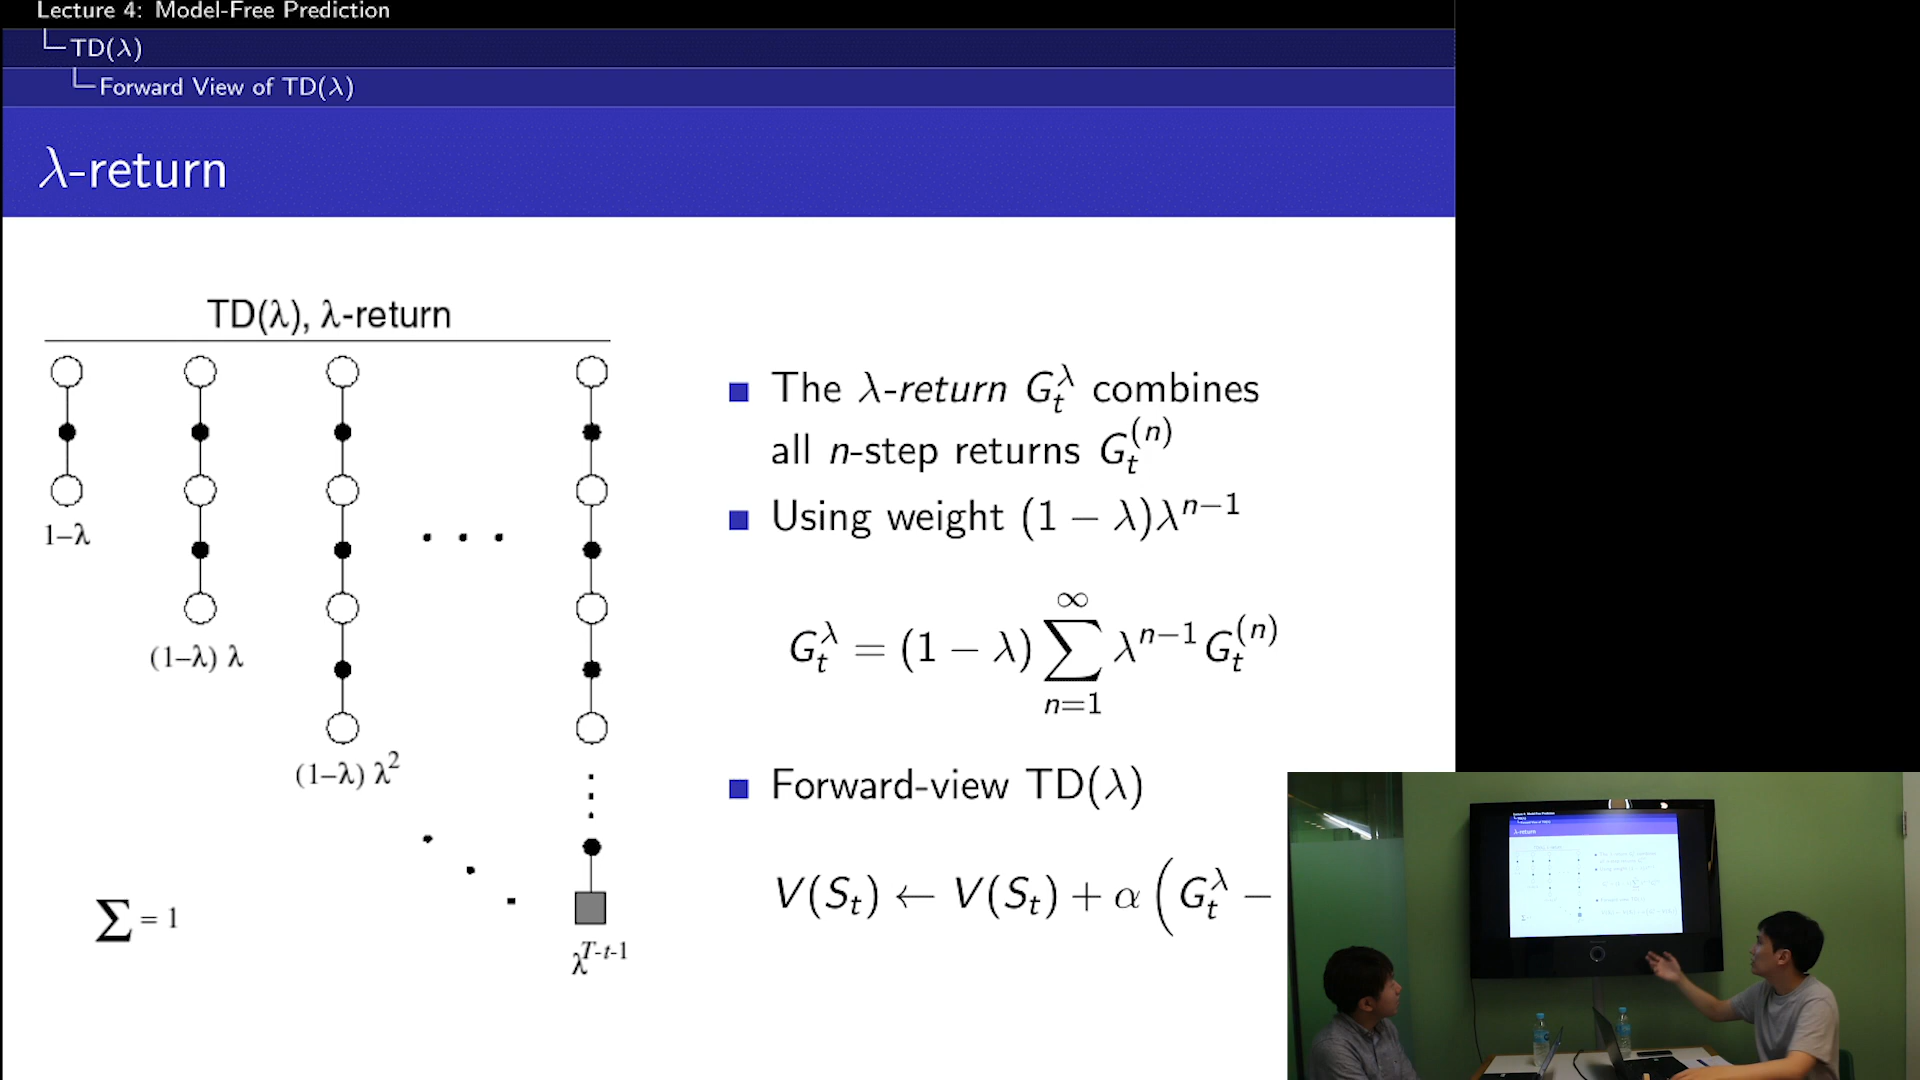 Lecture 4: Model-Free Prediction
TD(λ)
Forward View of TD(λ)
λ-return
TD(λ), λ-return
1–λ
(1–λ) λ
(1–λ) λ²
λ^{T-t-1}
∑ = 1
The λ-return G_t^λ combines
all n-step returns G_t^{(n)}
Using weight (1 − λ)λ^{n−1}
G_t^λ = (1 − λ) ∑_{n=1}^{∞} λ^{n−1} G_t^{(n)}
Forward-view TD(λ)
V(S_t) ← V(S_t) + α ( G_t^λ −